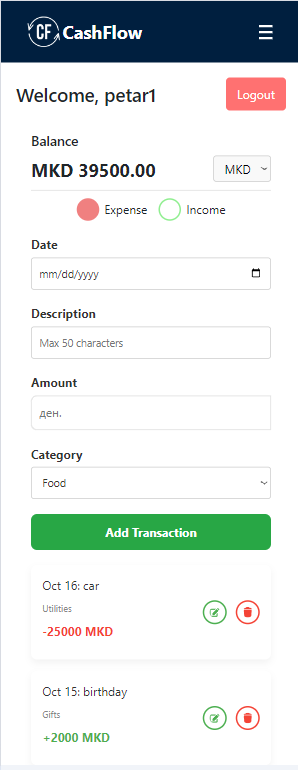 CF CashFlow
Welcome, petar1
Logout
Balance
MKD 39500.00
MKD
Expense
Income
Date
mm/dd/yyyy
Description
Max 50 characters
Amount
ден.
Category
Food
Add Transaction
Oct 16: car
Utilities
-25000 MKD
Oct 15: birthday
Gifts
+2000 MKD